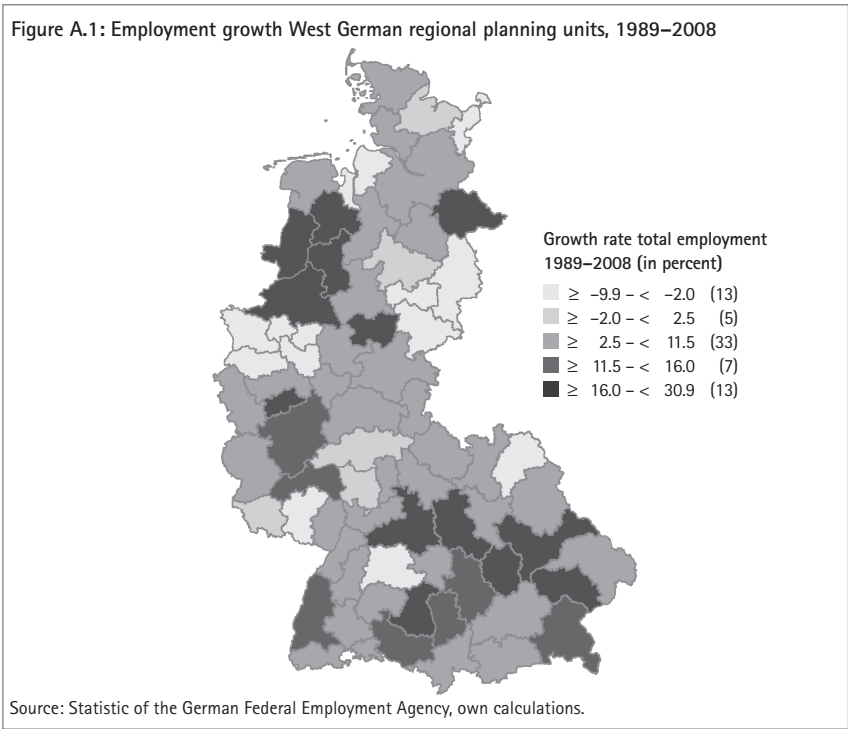 Figure A.1: Employment growth West German regional planning units, 1989–2008
Growth rate total employment
1989–2008 (in percent)
≥ –9.9 – < –2.0 (13)
≥ –2.0 – < 2.5 (5)
≥ 2.5 – < 11.5 (33)
≥ 11.5 – < 16.0 (7)
≥ 16.0 – < 30.9 (13)
Source: Statistic of the German Federal Employment Agency, own calculations.